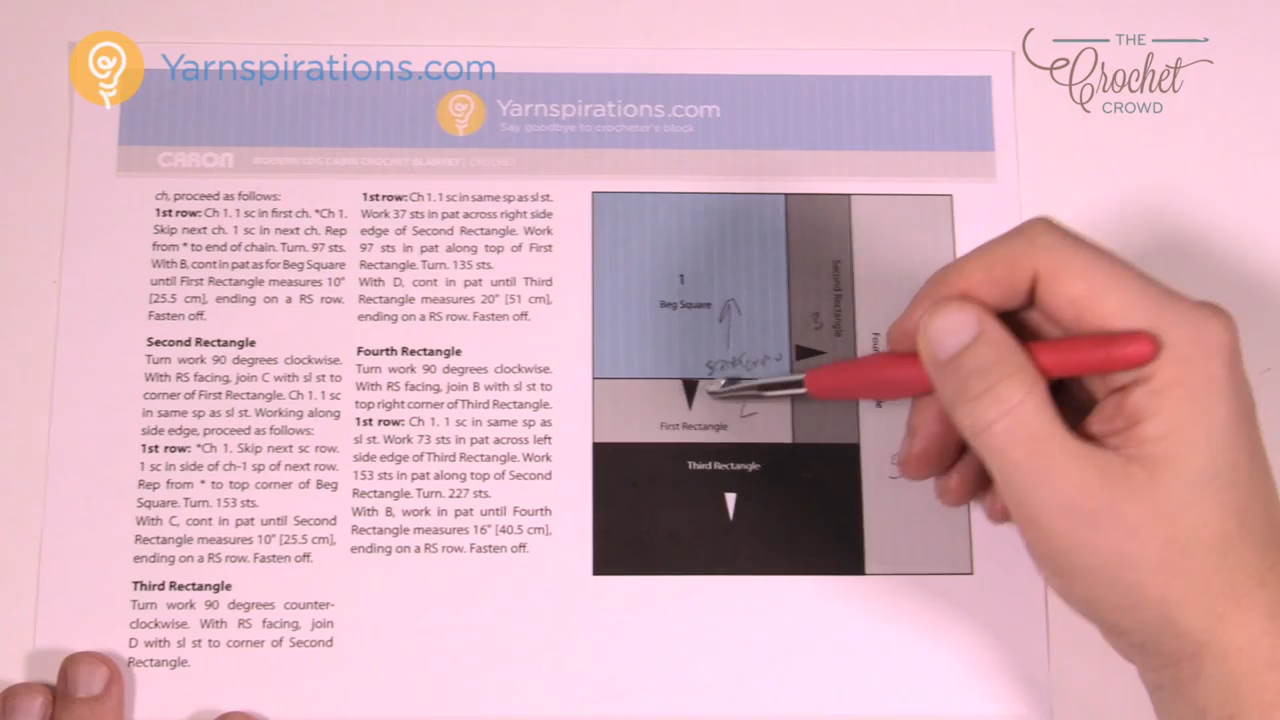 Yarnspirations.com
THE
Crochet
CROWD
Yarnspirations.com
Say goodbye to crocheter's block
CARON MODERN LOG CABIN CROCHET BLANKET | CROCHET
ch, proceed as follows:
1st row: Ch 1. 1 sc in first ch. *Ch 1.
Skip next ch. 1 sc in next ch. Rep
from * to end of chain. Turn. 97 sts.
With B, cont in pat as for Beg Square
until First Rectangle measures 10"
[25.5 cm], ending on a RS row.
Fasten off.
Second Rectangle
Turn work 90 degrees clockwise.
With RS facing, join C with sl st to
corner of First Rectangle. Ch 1. 1 sc
in same sp as sl st. Working along
side edge, proceed as follows:
1st row: *Ch 1. Skip next sc row.
1 sc in side of ch-1 sp of next row.
Rep from * to top corner of Beg
Square. Turn. 153 sts.
With C, cont in pat until Second
Rectangle measures 10" [25.5 cm],
ending on a RS row. Fasten off.
Third Rectangle
Turn work 90 degrees counter-
clockwise. With RS facing, join
D with sl st to corner of Second
Rectangle.
1st row: Ch 1. 1 sc in same sp as sl st.
Work 37 sts in pat across right side
edge of Second Rectangle. Work
97 sts in pat along top of First
Rectangle. Turn. 135 sts.
With D, cont in pat until Third
Rectangle measures 20" [51 cm],
ending on a RS row. Fasten off.
Fourth Rectangle
Turn work 90 degrees clockwise.
With RS facing, join B with sl st to
top right corner of Third Rectangle.
1st row: Ch 1. 1 sc in same sp as
sl st. Work 73 sts in pat across left
side edge of Third Rectangle. Work
153 sts in pat along top of Second
Rectangle. Turn. 227 sts.
With B, work in pat until Fourth
Rectangle measures 16" [40.5 cm],
ending on a RS row. Fasten off.
1
Beg Square
Second Rectangle
3
2
First Rectangle
Third Rectangle